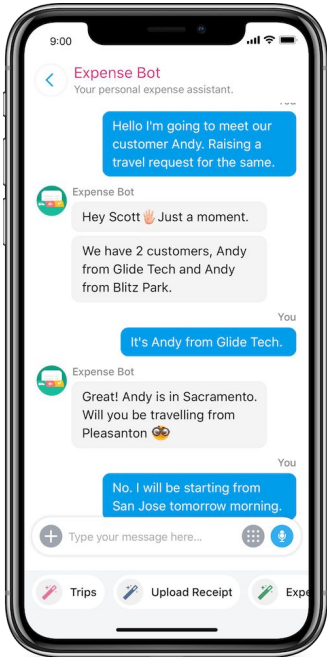 9:00
Expense Bot
Your personal expense assistant.
Hello I'm going to meet our
customer Andy. Raising a
travel request for the same.
Expense Bot
Hey Scott🖐Just a moment.
We have 2 customers, Andy
from Glide Tech and Andy
from Blitz Park.
You
It's Andy from Glide Tech.
Expense Bot
Great! Andy is in Sacramento.
Will you be travelling from
Pleasanton
You
No. I will be starting from
San Jose tomorrow morning.
Type your message here...
Trips
Upload Receipt
Expe